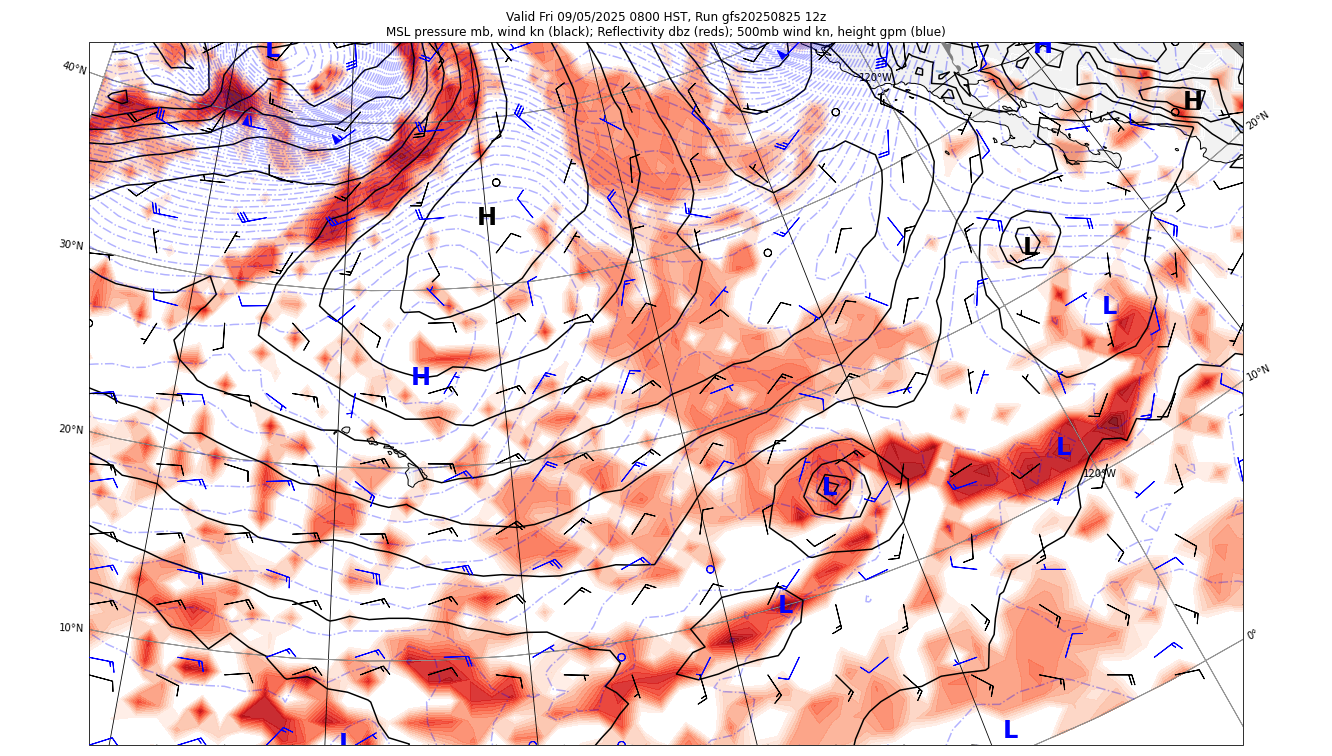 Valid Fri 09/05/2025 0800 HST, Run gfs20250825 12z
MSL pressure mb, wind kn (black); Reflectivity dbz (reds); 500mb wind kn, height gpm (blue)
L
H
40°N
120°W
H
20°N
H
30°N
L
L
10°N
H
20°N
L
120°W
L
10°N
L
0°
L
L